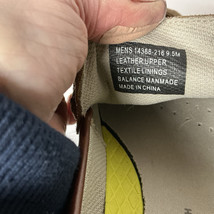 MENS 14388-216 9.5M
LEATHER UPPER
TEXTILE LININGS
BALANCE MANMADE
MADE IN CHINA